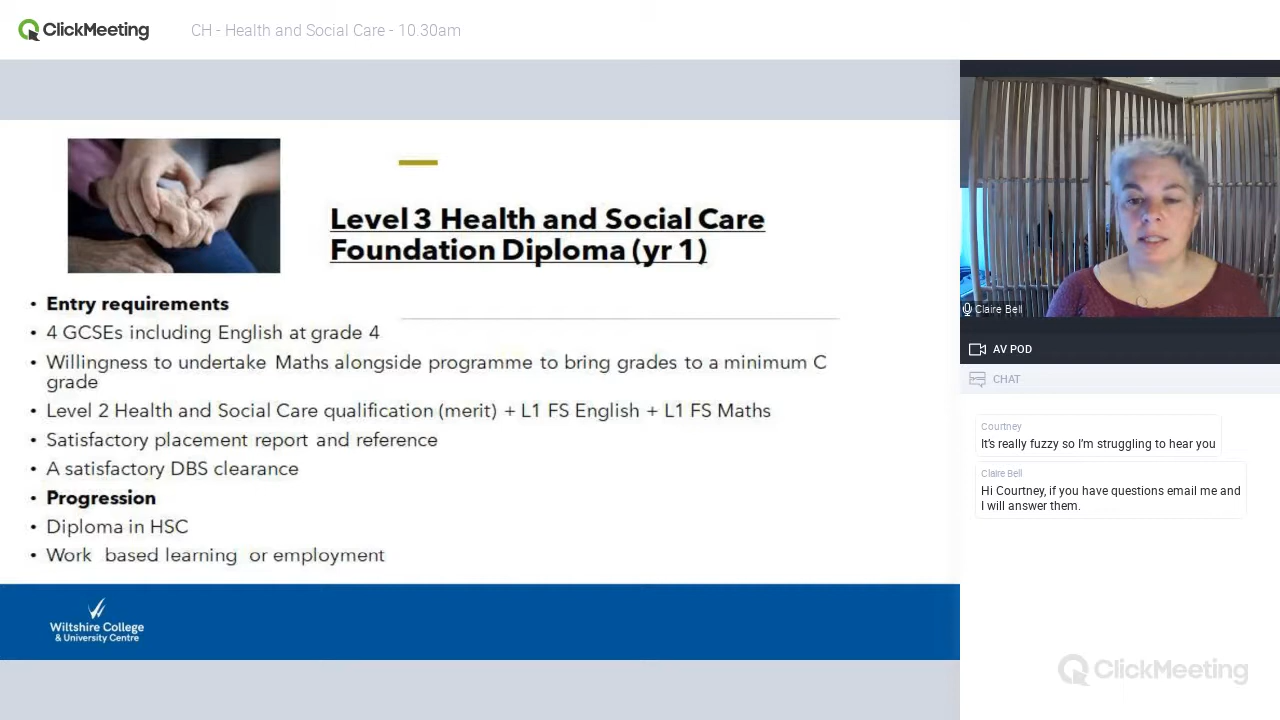 ClickMeeting
CH - Health and Social Care - 10.30am
Level 3 Health and Social Care
Foundation Diploma (yr 1)
• Entry requirements
• 4 GCSEs including English at grade 4
• Willingness to undertake Maths alongside programme to bring grades to a minimum C
grade
• Level 2 Health and Social Care qualification (merit) + L1 FS English + L1 FS Maths
• Satisfactory placement report and reference
• A satisfactory DBS clearance
• Progression
• Diploma in HSC
• Work based learning or employment
Wiltshire College
& University Centre
Claire Bell
AV POD
CHAT
Courtney
It's really fuzzy so I'm struggling to hear you
Claire Bell
Hi Courtney, if you have questions email me and
I will answer them.
ClickMeeting